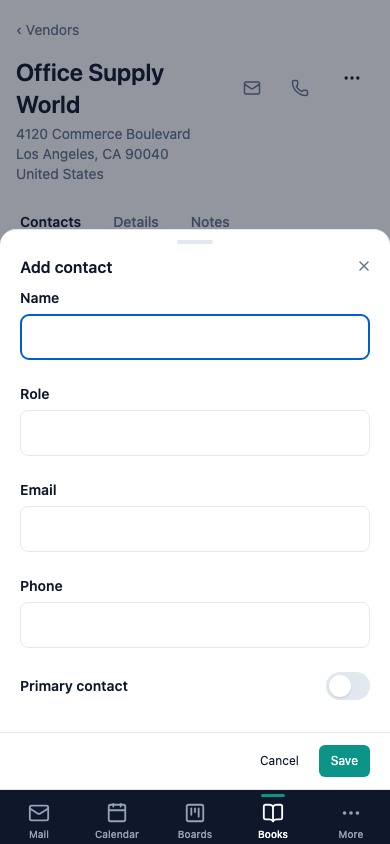 ‹ Vendors
Office Supply
World
4120 Commerce Boulevard
Los Angeles, CA 90040
United States
Contacts Details Notes
Add contact
Name
Role
Email
Phone
Primary contact
Cancel Save
Mail Calendar Boards Books More